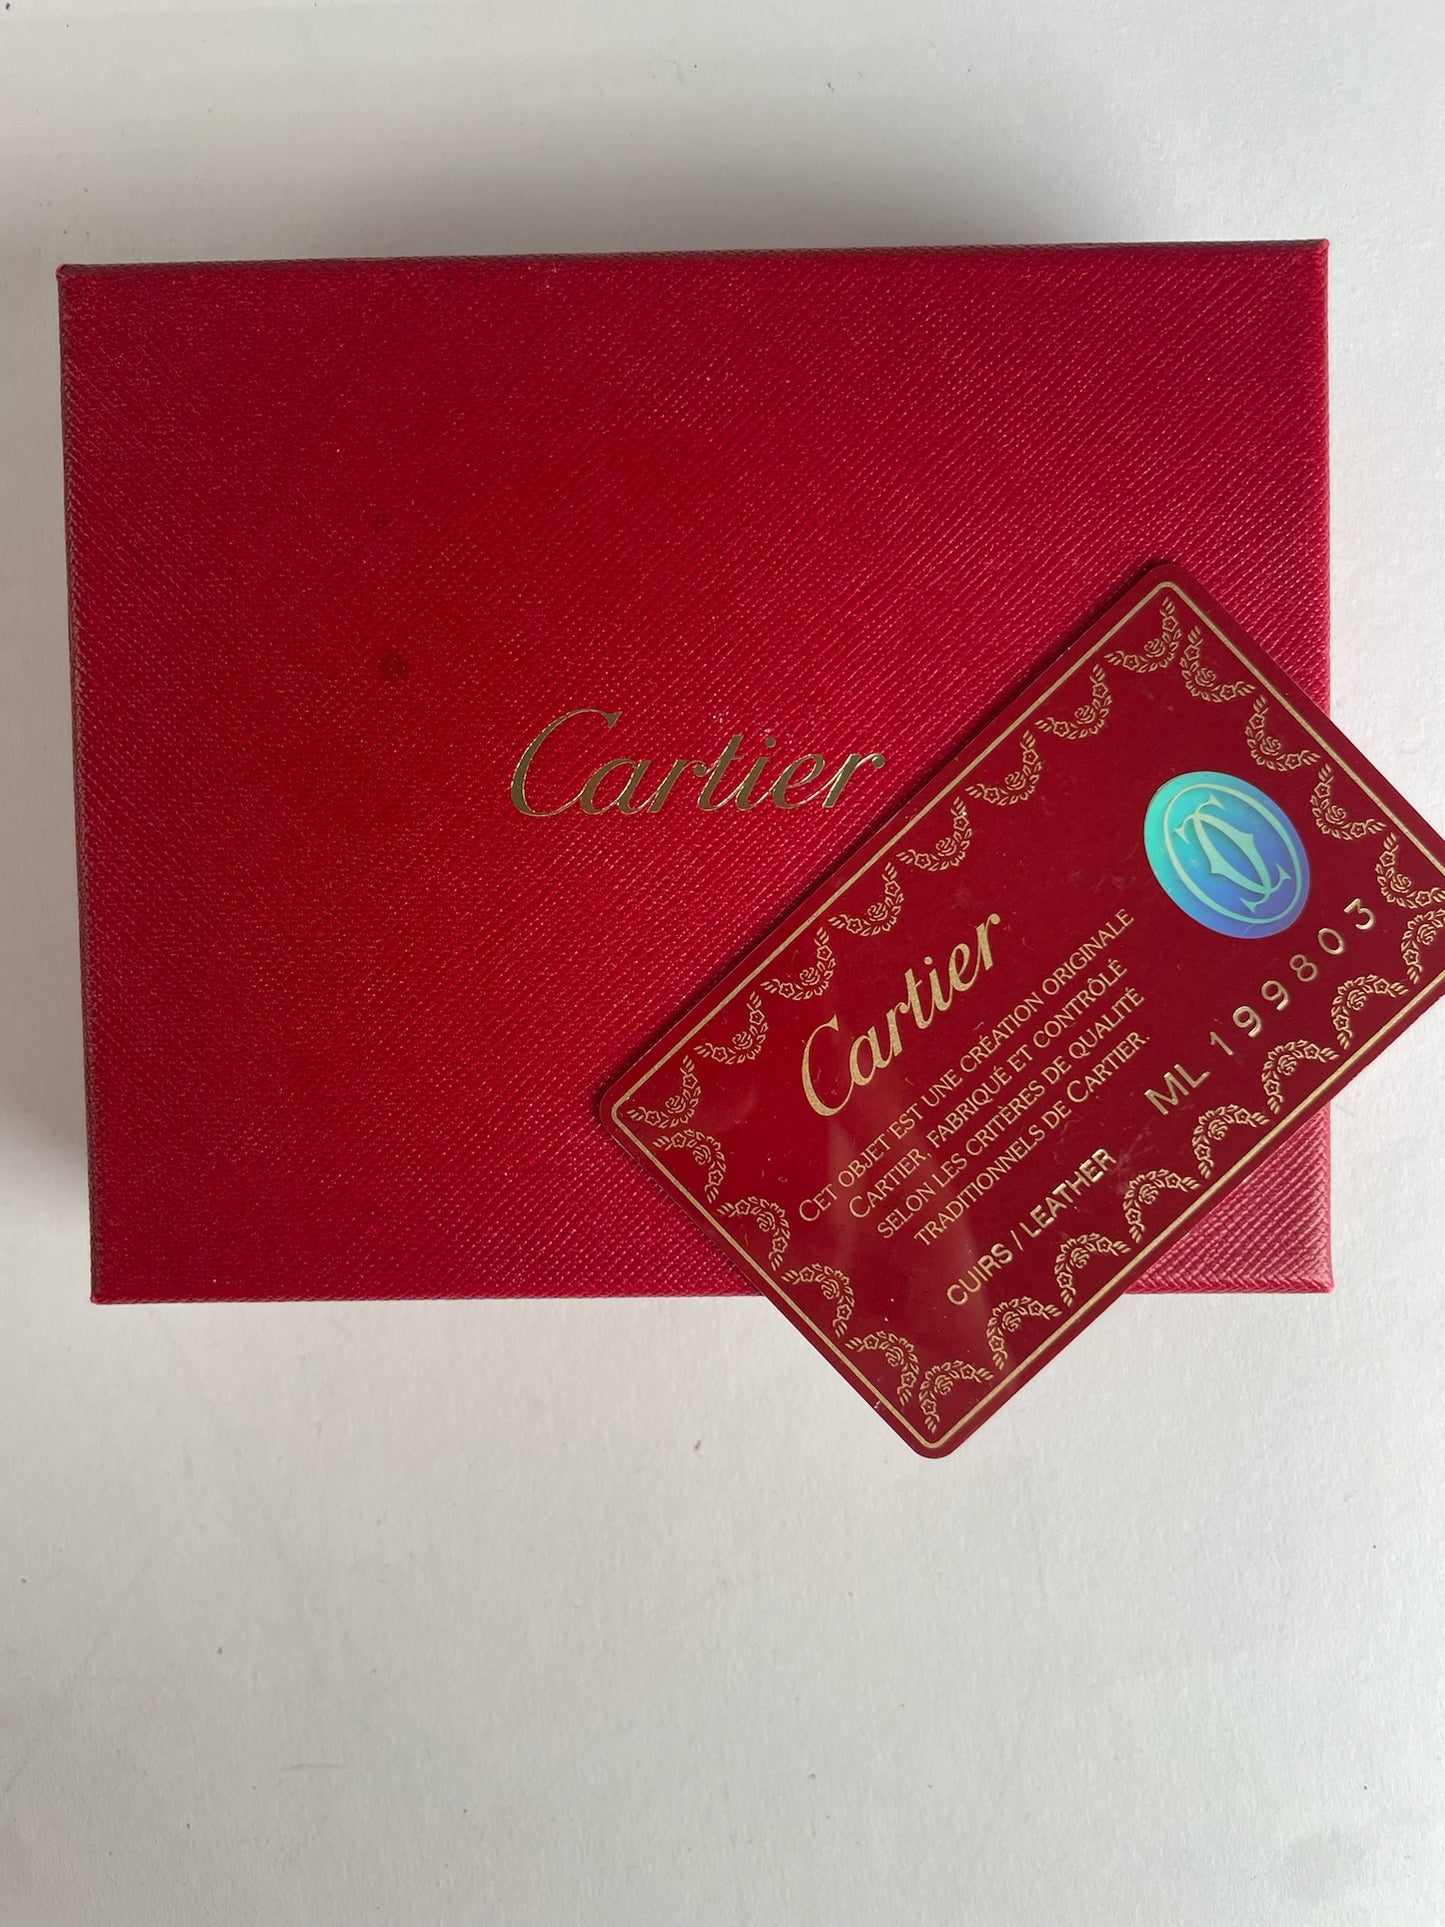 Cartier
Cartier
CET OBJET EST UNE CRÉATION ORIGINALE
CARTIER, FABRIQUÉ ET CONTRÔLÉ
SELON LES CRITÈRES DE QUALITÉ
TRADITIONNELS DE CARTIER.
CUIRS / LEATHER ML 199803